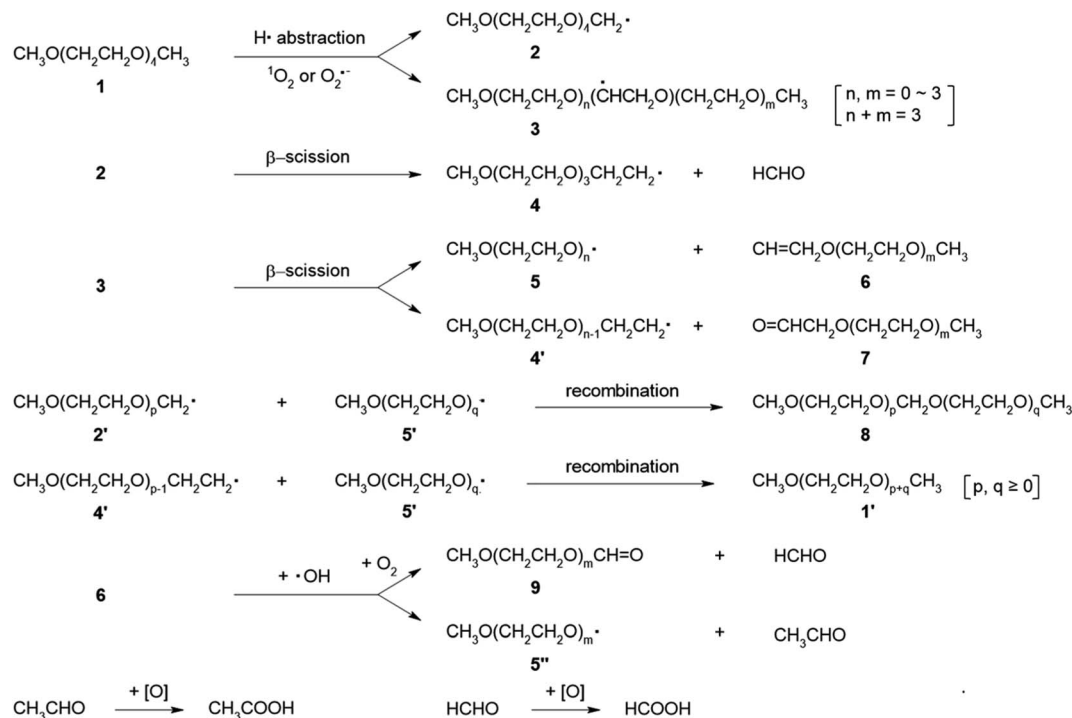 CH₃O(CH₂CH₂O)₄CH₃ H• abstraction CH₃O(CH₂CH₂O)₄CH₂•
1 ¹O₂ or O₂•⁻ 2
CH₃O(CH₂CH₂O)ₙ(ĊHCH₂O)(CH₂CH₂O)ₘCH₃ [n, m = 0 ~ 3
3 n + m = 3]
2 β–scission CH₃O(CH₂CH₂O)₃CH₂CH₂• + HCHO
4
CH₃O(CH₂CH₂O)ₙ• + CH=CH₂O(CH₂CH₂O)ₘCH₃
3 β–scission 5 6
CH₃O(CH₂CH₂O)ₙ₋₁CH₂CH₂• + O=CHCH₂O(CH₂CH₂O)ₘCH₃
4' 7
CH₃O(CH₂CH₂O)ₚCH₂• + CH₃O(CH₂CH₂O)q• recombination CH₃O(CH₂CH₂O)ₚCH₂O(CH₂CH₂O)qCH₃
2' 5' 8
CH₃O(CH₂CH₂O)ₚ₋₁CH₂CH₂• + CH₃O(CH₂CH₂O)q.• recombination CH₃O(CH₂CH₂O)ₚ₊qCH₃ [p, q ≥ 0]
4' 5' 1'
CH₃O(CH₂CH₂O)ₘCH=O + HCHO
6 + •OH + O₂ 9
CH₃O(CH₂CH₂O)ₘ• + CH₃CHO
5"
CH₃CHO + [O] CH₃COOH HCHO + [O] HCOOH .